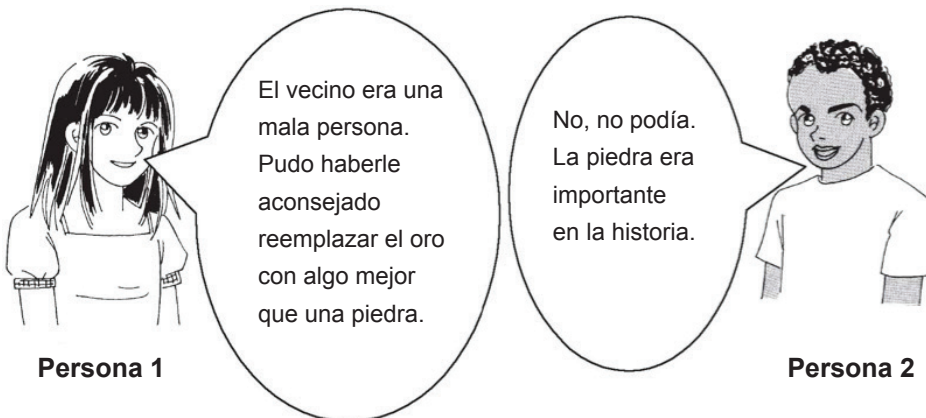 El vecino era una
mala persona.
Pudo haberle
aconsejado
reemplazar el oro
con algo mejor
que una piedra.
No, no podía.
La piedra era
importante
en la historia.
Persona 1
Persona 2